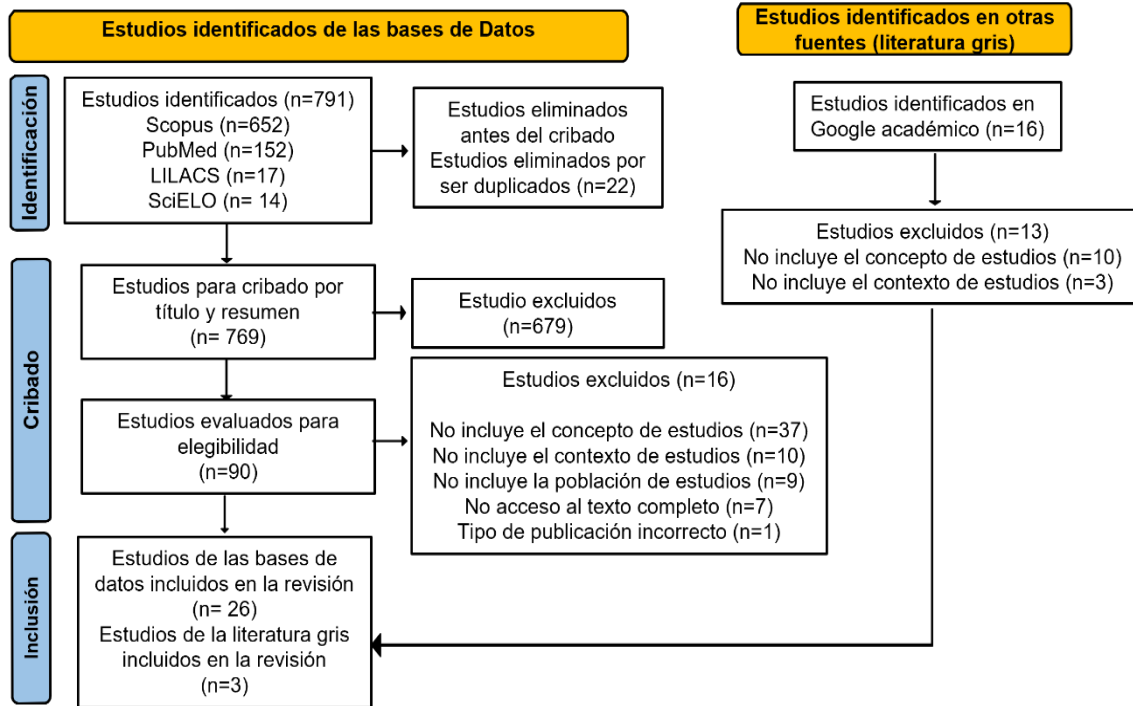 Estudios identificados de las bases de Datos
Estudios identificados en otras
fuentes (literatura gris)
Identificación
Estudios identificados (n=791)
Scopus (n=652)
PubMed (n=152)
LILACS (n=17)
SciELO (n= 14)
Estudios eliminados
antes del cribado
Estudios eliminados por
ser duplicados (n=22)
Estudios identificados en
Google académico (n=16)
Estudios excluidos (n=13)
No incluye el concepto de estudios (n=10)
No incluye el contexto de estudios (n=3)
Cribado
Estudios para cribado por
título y resumen
(n= 769)
Estudio excluidos
(n=679)
Estudios evaluados para
elegibilidad
(n=90)
Estudios excluidos (n=16)
No incluye el concepto de estudios (n=37)
No incluye el contexto de estudios (n=10)
No incluye la población de estudios (n=9)
No acceso al texto completo (n=7)
Tipo de publicación incorrecto (n=1)
Inclusión
Estudios de las bases de
datos incluidos en la revisión
(n= 26)
Estudios de la literatura gris
incluidos en la revisión
(n=3)